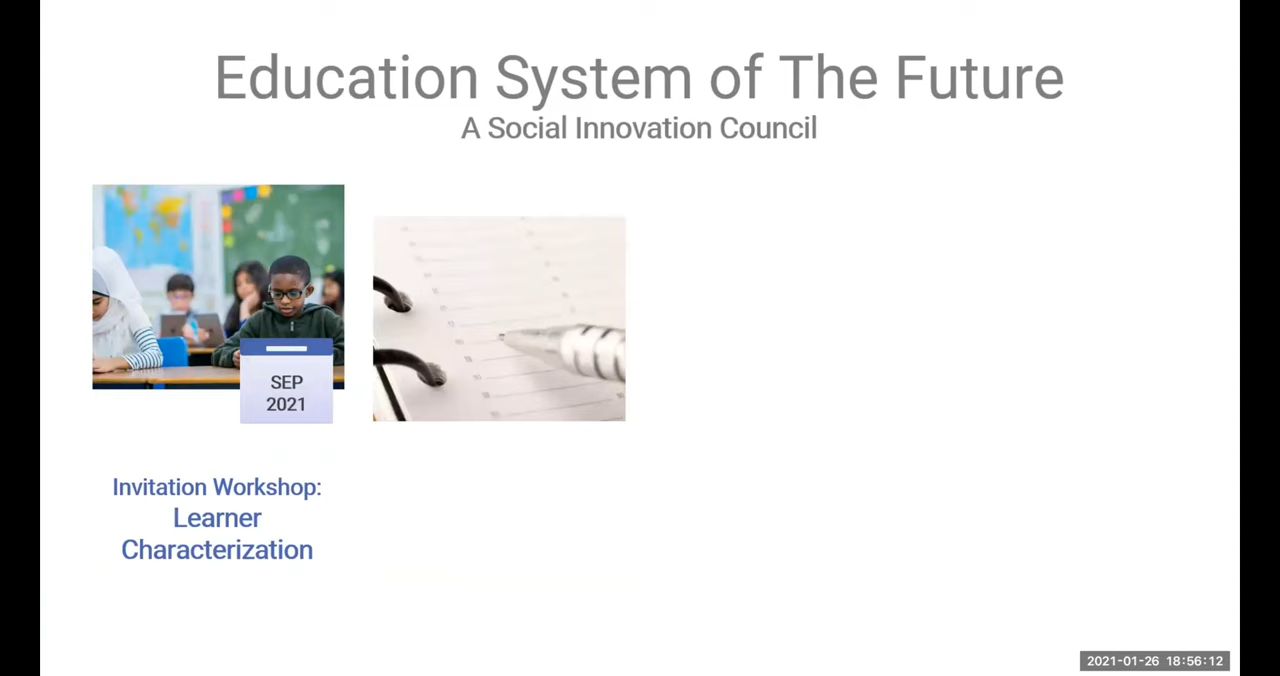 Education System of The Future
A Social Innovation Council
SEP
2021
Invitation Workshop:
Learner
Characterization
2021-01-26 18:56:12